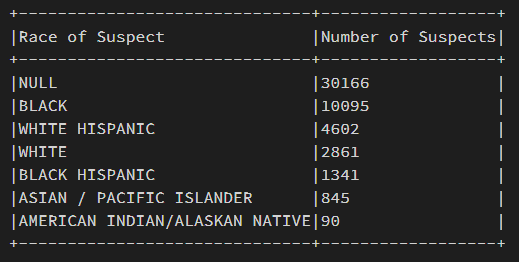 +------------------------------+------------------+
|Race of Suspect               |Number of Suspects|
+------------------------------+------------------+
|NULL                          |30166             |
|BLACK                         |10095             |
|WHITE HISPANIC                |4602              |
|WHITE                         |2861              |
|BLACK HISPANIC                |1341              |
|ASIAN / PACIFIC ISLANDER      |845               |
|AMERICAN INDIAN/ALASKAN NATIVE|90                |
+------------------------------+------------------+